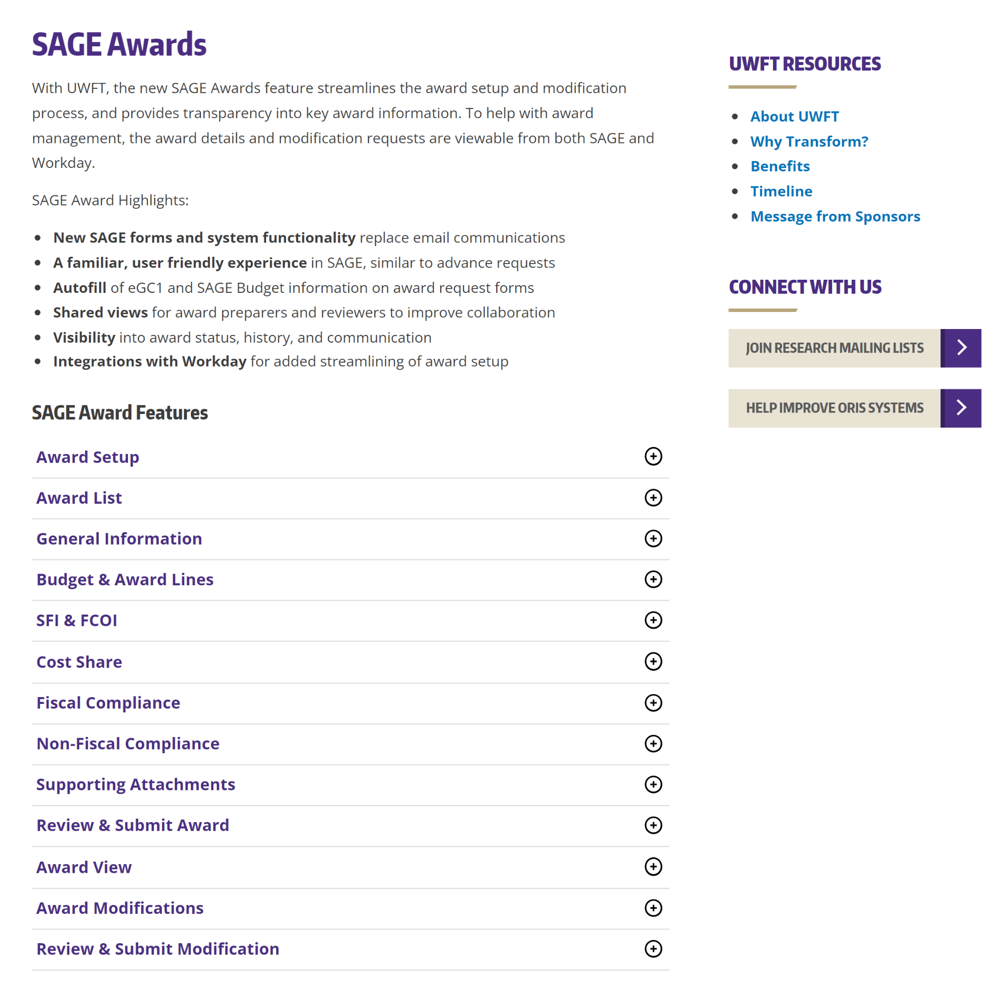 SAGE Awards
With UWFT, the new SAGE Awards feature streamlines the award setup and modification
process, and provides transparency into key award information. To help with award
management, the award details and modification requests are viewable from both SAGE and
Workday.
SAGE Award Highlights:
New SAGE forms and system functionality replace email communications
A familiar, user friendly experience in SAGE, similar to advance requests
Autofill of eGC1 and SAGE Budget information on award request forms
Shared views for award preparers and reviewers to improve collaboration
Visibility into award status, history, and communication
Integrations with Workday for added streamlining of award setup
SAGE Award Features
Award Setup
Award List
General Information
Budget & Award Lines
SFI & FCOI
Cost Share
Fiscal Compliance
Non-Fiscal Compliance
Supporting Attachments
Review & Submit Award
Award View
Award Modifications
Review & Submit Modification
UWFT RESOURCES
About UWFT
Why Transform?
Benefits
Timeline
Message from Sponsors
CONNECT WITH US
JOIN RESEARCH MAILING LISTS
HELP IMPROVE ORIS SYSTEMS